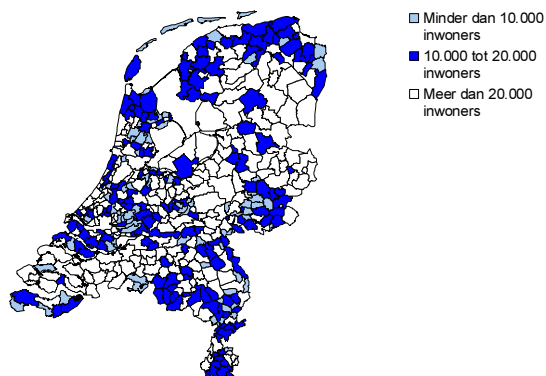 Minder dan 10.000
inwoners
10.000 tot 20.000
inwoners
Meer dan 20.000
inwoners